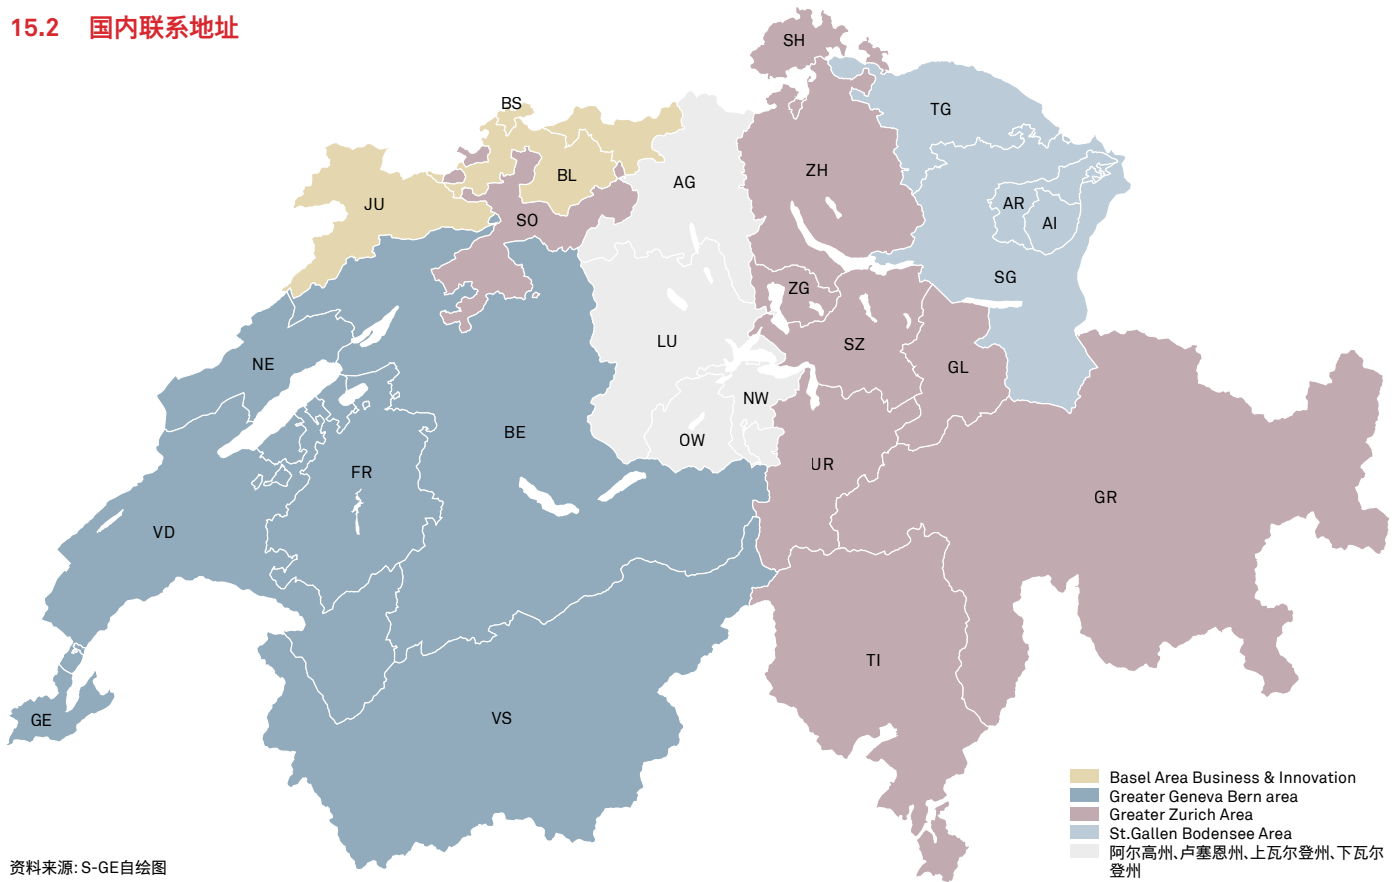 15.2 国内联系地址
SH
BS
TG
BL
AG
ZH
JU
AR
SO
AI
SG
ZG
LU
SZ
NE
GL
NW
BE
OW
UR
FR
GR
VD
TI
GE
VS
Basel Area Business & Innovation
Greater Geneva Bern area
Greater Zurich Area
St.Gallen Bodensee Area
阿尔高州、卢塞恩州、上瓦尔登州、下瓦尔
登州
资料来源: S-GE自绘图